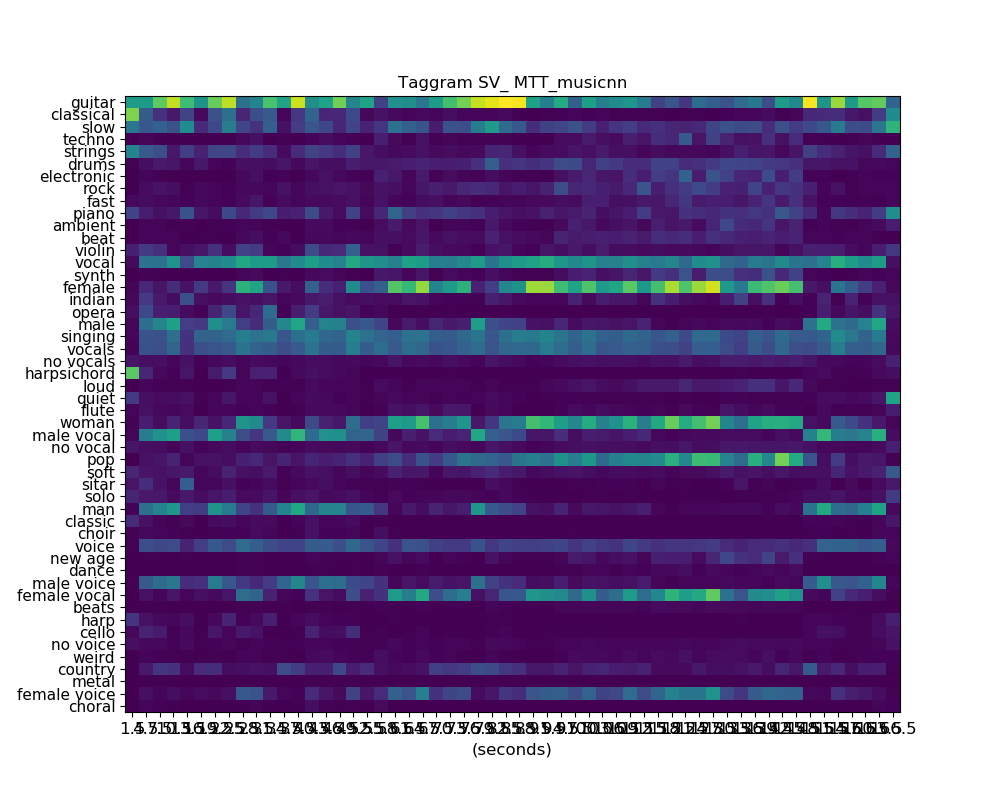 Taggram SV_ MTT_musicnn
guitar
classical
slow
techno
strings
drums
electronic
rock
fast
piano
ambient
beat
violin
vocal
synth
female
indian
opera
male
singing
vocals
no vocals
harpsichord
loud
quiet
flute
woman
male vocal
no vocal
pop
soft
sitar
solo
man
classic
choir
voice
new age
dance
male voice
female vocal
beats
harp
cello
no voice
weird
country
metal
female voice
choral
(seconds)